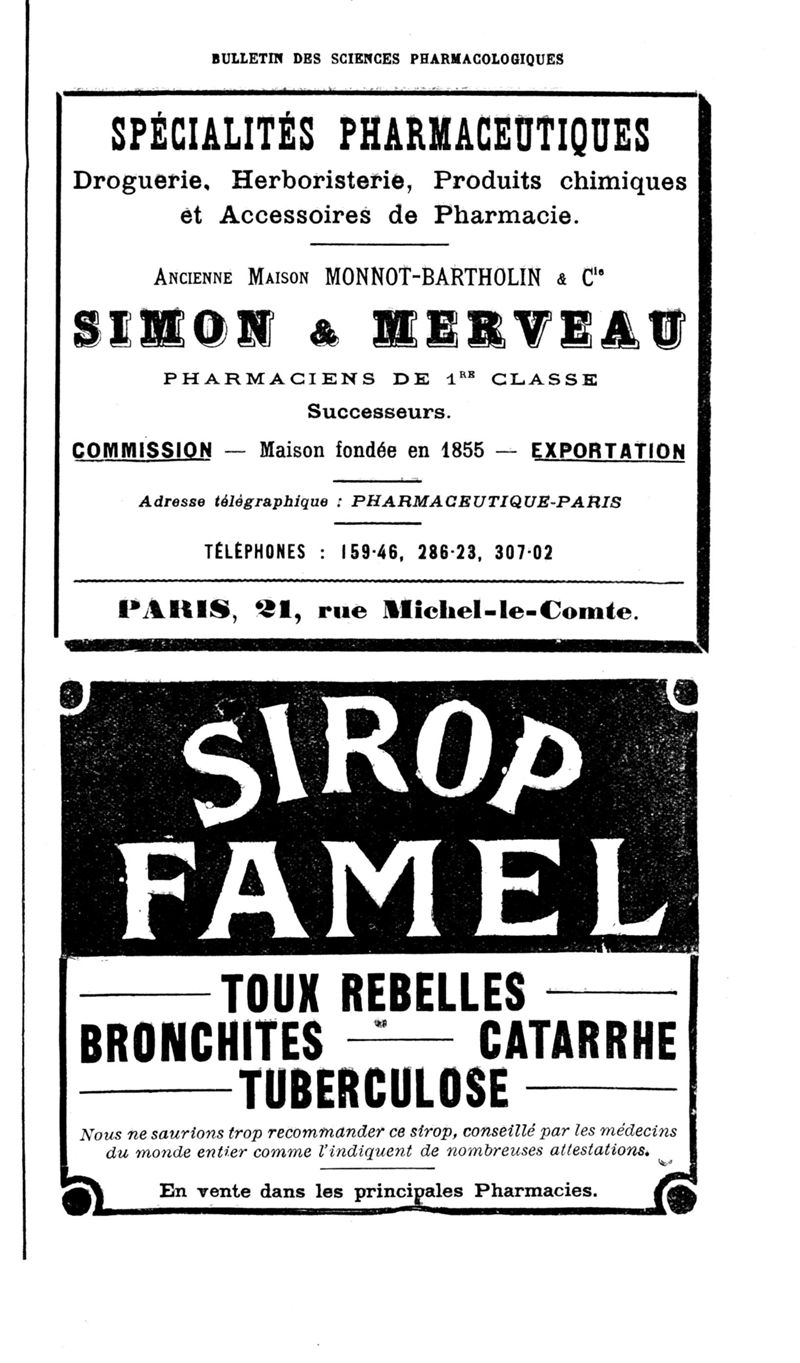 BULLETIN DES SCIENCES PHARMACOLOGIQUES
SPÉCIALITÉS PHARMACEUTIQUES
Droguerie, Herboristerie, Produits chimiques
et Accessoires de Pharmacie.
ANCIENNE MAISON MONNOT-BARTHOLIN & Cie
SIMON & MERVEAU
PHARMACIENS DE 1RE CLASSE
Successeurs.
COMMISSION — Maison fondée en 1855 — EXPORTATION
Adresse télégraphique : PHARMACEUTIQUE-PARIS
TÉLÉPHONES : 159-46, 286-23, 307-02
PARIS, 21, rue Michel-le-Comte.
SIROP
FAMEL
TOUX REBELLES
BRONCHITES — CATARRHE
TUBERCULOSE
Nous ne saurions trop recommander ce sirop, conseillé par les médecins
du monde entier comme l'indiquent de nombreuses attestations.
En vente dans les principales Pharmacies.